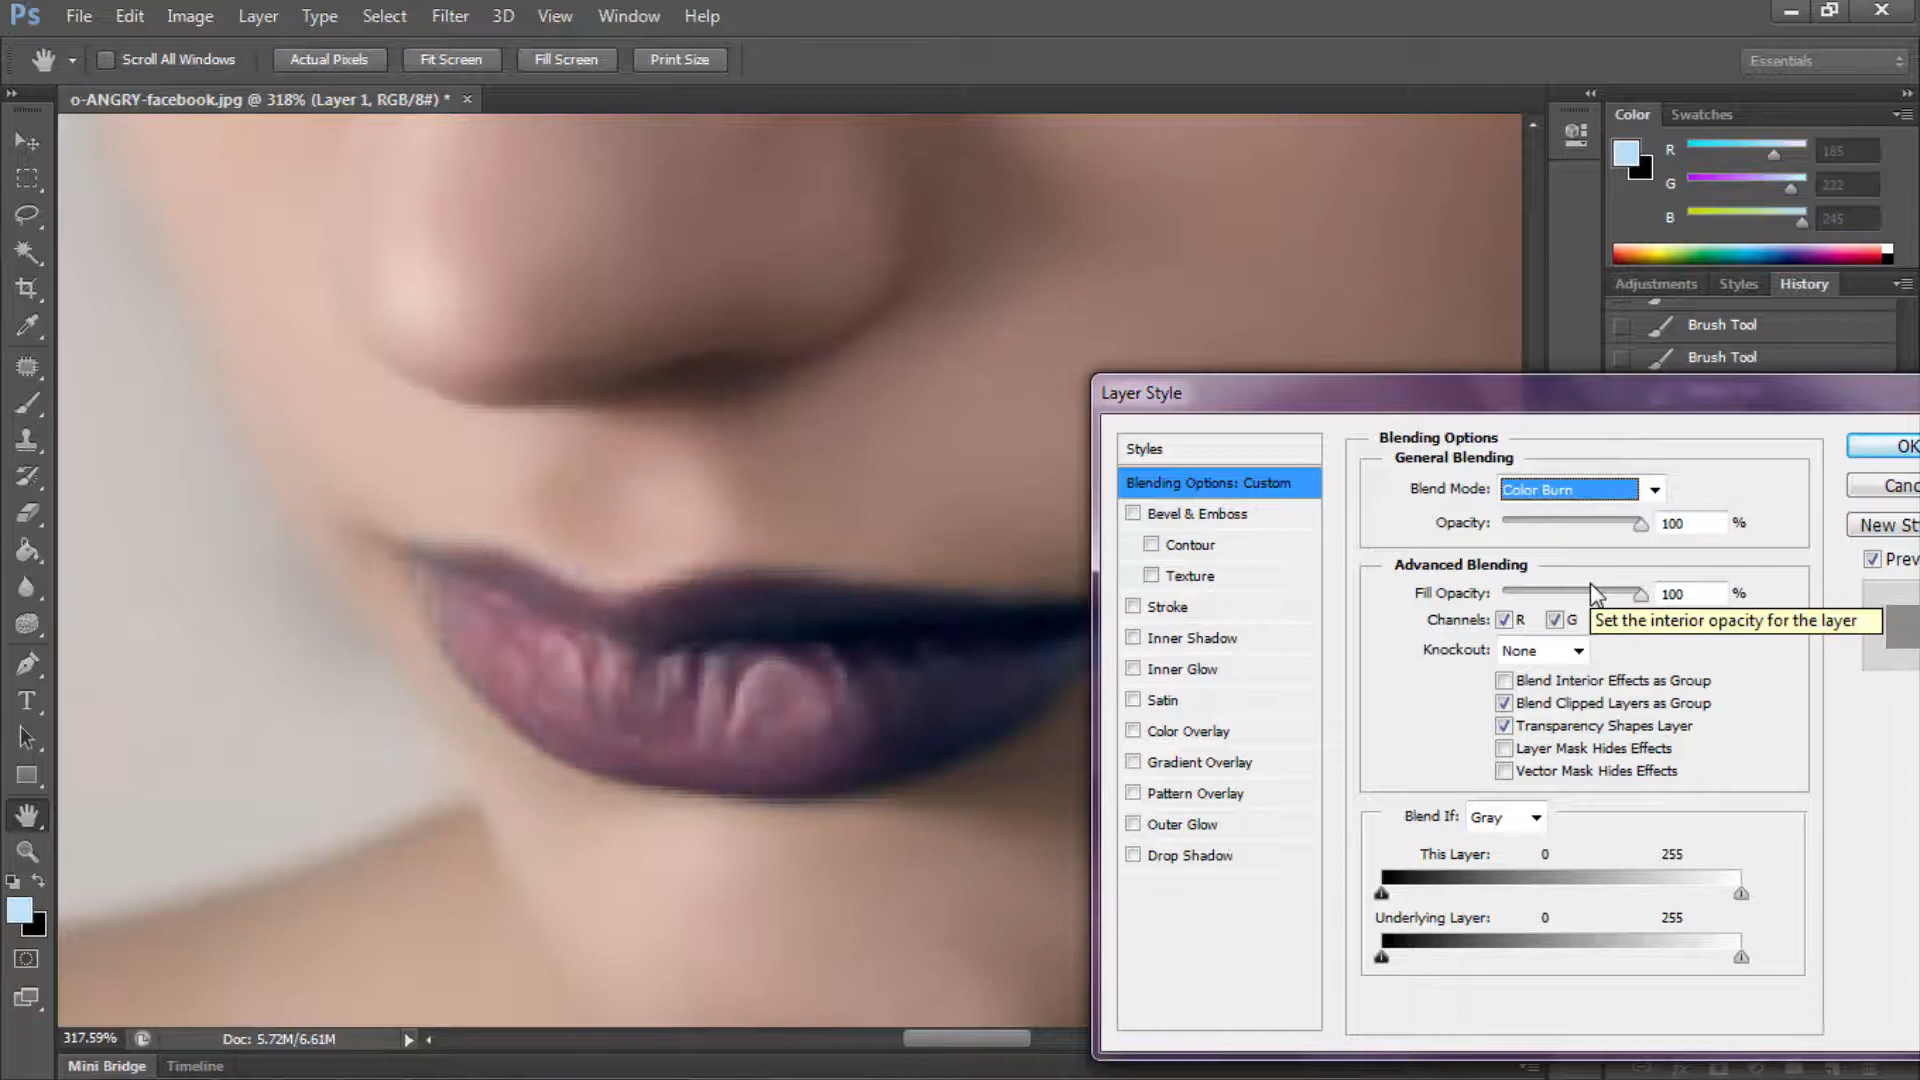 Ps File Edit Image Layer Type Select Filter 3D View Window Help
Scroll All Windows Actual Pixels Fit Screen Fill Screen Print Size Essentials
o-ANGRY-facebook.jpg @ 318% (Layer 1, RGB/8#) * ×
Color Swatches
R 185
G 222
B 245
Adjustments Styles History
Brush Tool
Brush Tool
Layer Style
Styles
Blending Options: Custom
Bevel & Emboss
Contour
Texture
Stroke
Inner Shadow
Inner Glow
Satin
Color Overlay
Gradient Overlay
Pattern Overlay
Outer Glow
Drop Shadow
Blending Options
General Blending
Blend Mode: Color Burn
Opacity: 100 %
Advanced Blending
Fill Opacity: 100 %
Channels: R G
Set the interior opacity for the layer
Knockout: None
Blend Interior Effects as Group
Blend Clipped Layers as Group
Transparency Shapes Layer
Layer Mask Hides Effects
Vector Mask Hides Effects
Blend If: Gray
This Layer: 0 255
Underlying Layer: 0 255
OK
Canc
New St
Prev
317.59% Doc: 5.72M/6.61M
Mini Bridge Timeline